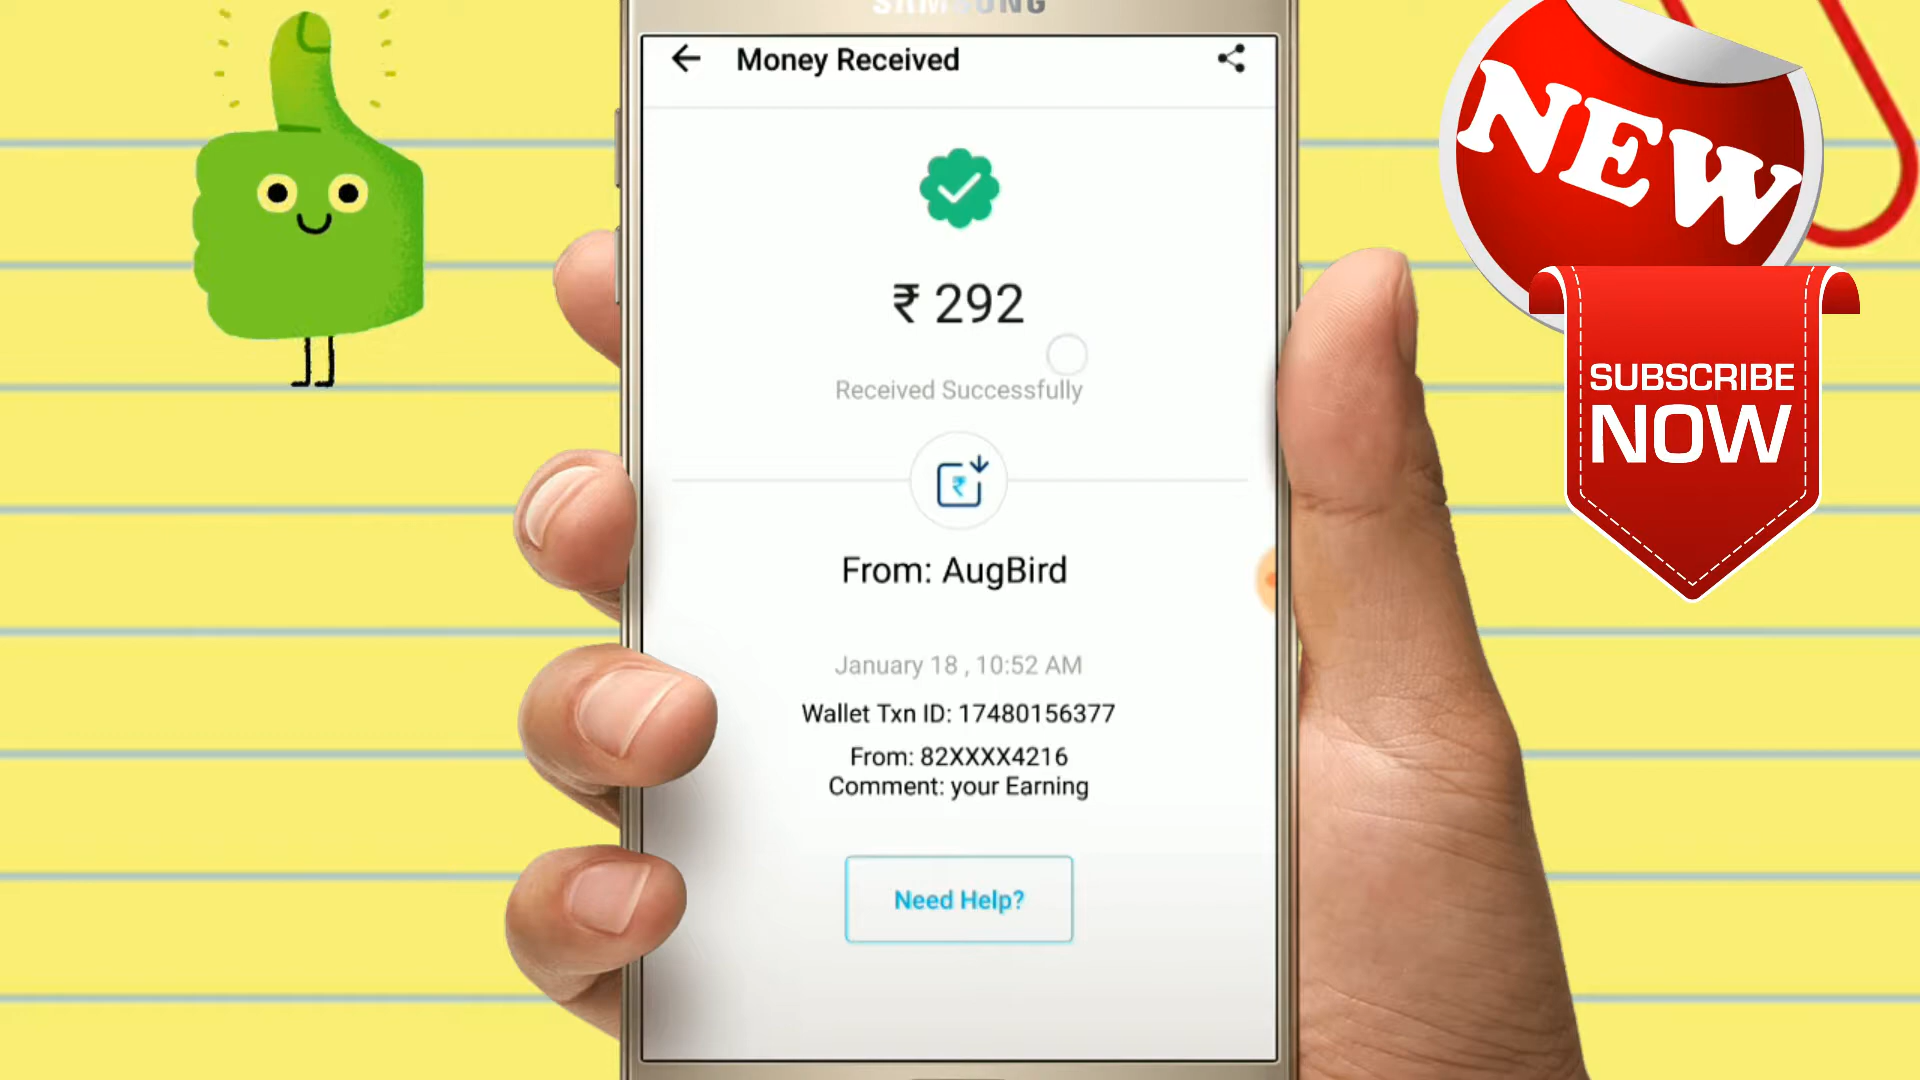 SAMSUNG
Money Received
₹ 292
Received Successfully
₹
From: AugBird
January 18 , 10:52 AM
Wallet Txn ID: 17480156377
From: 82XXXX4216
Comment: your Earning
Need Help?
NEW
SUBSCRIBE
NOW